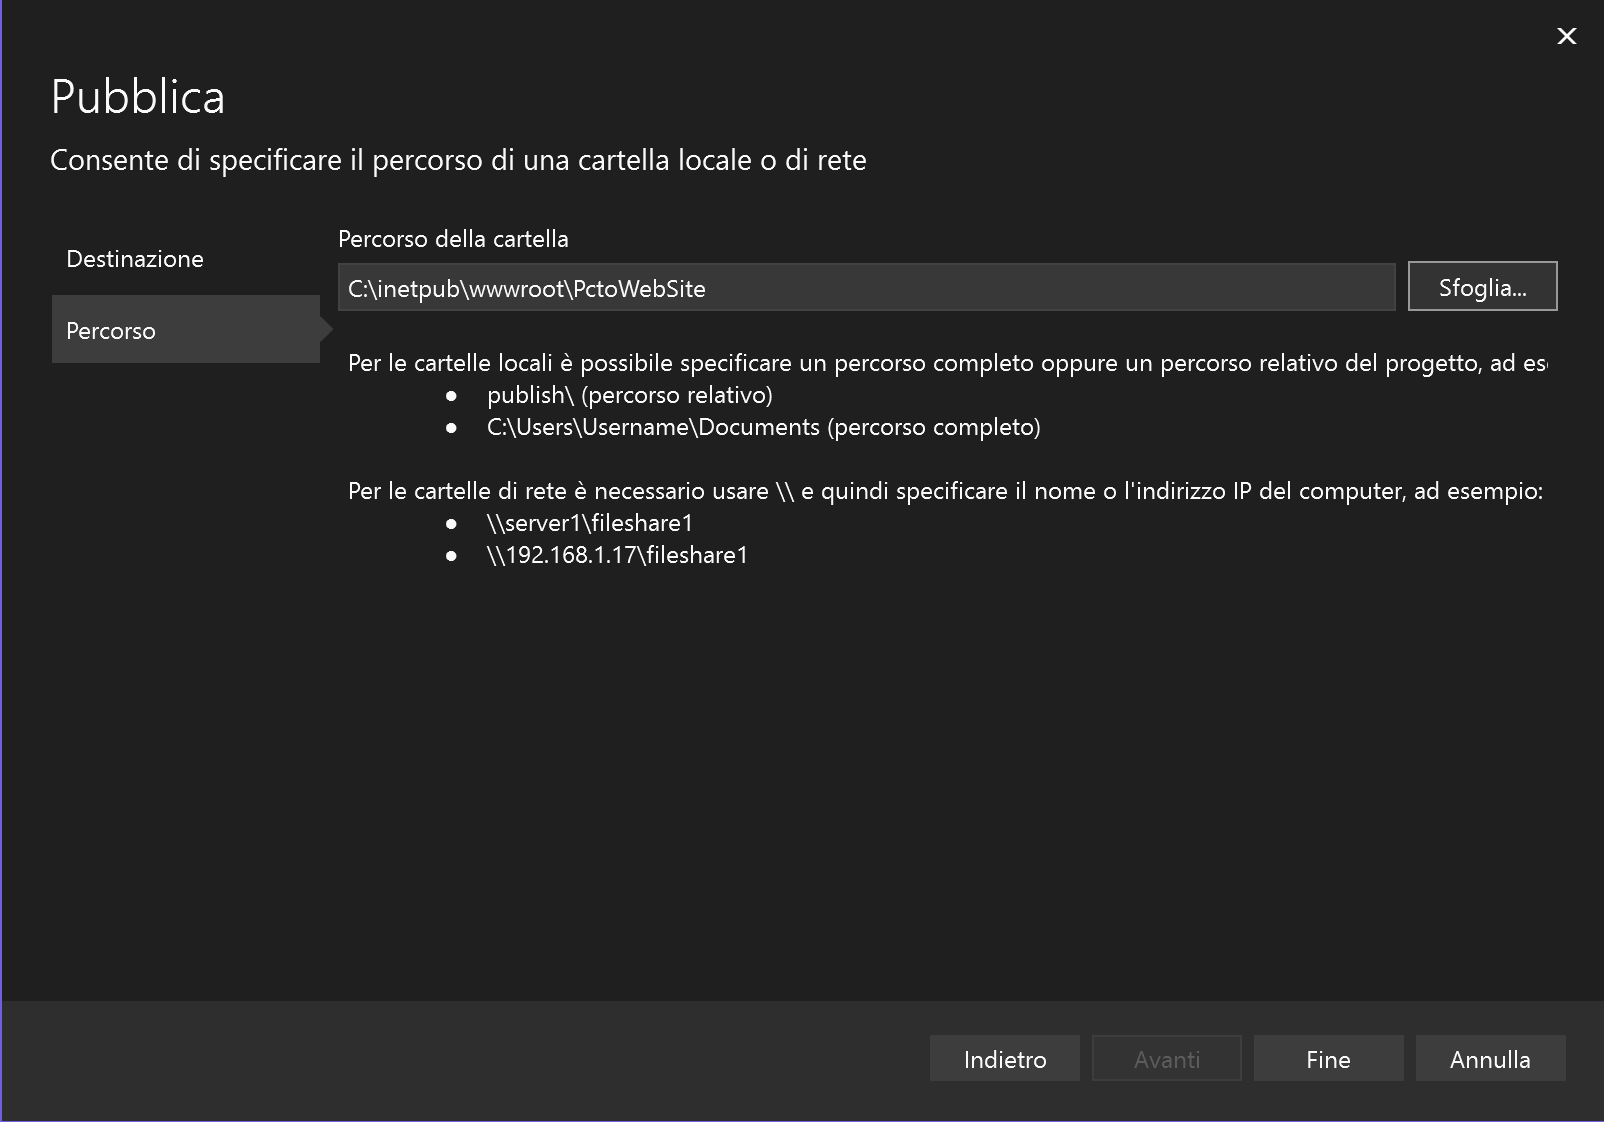 Pubblica
Consente di specificare il percorso di una cartella locale o di rete
Destinazione
Percorso
Percorso della cartella
C:\inetpub\wwwroot\PctoWebSite
Sfoglia...
Per le cartelle locali è possibile specificare un percorso completo oppure un percorso relativo del progetto, ad es
● publish\ (percorso relativo)
● C:\Users\Username\Documents (percorso completo)
Per le cartelle di rete è necessario usare \\ e quindi specificare il nome o l'indirizzo IP del computer, ad esempio:
● \\server1\fileshare1
● \\192.168.1.17\fileshare1
Indietro
Avanti
Fine
Annulla